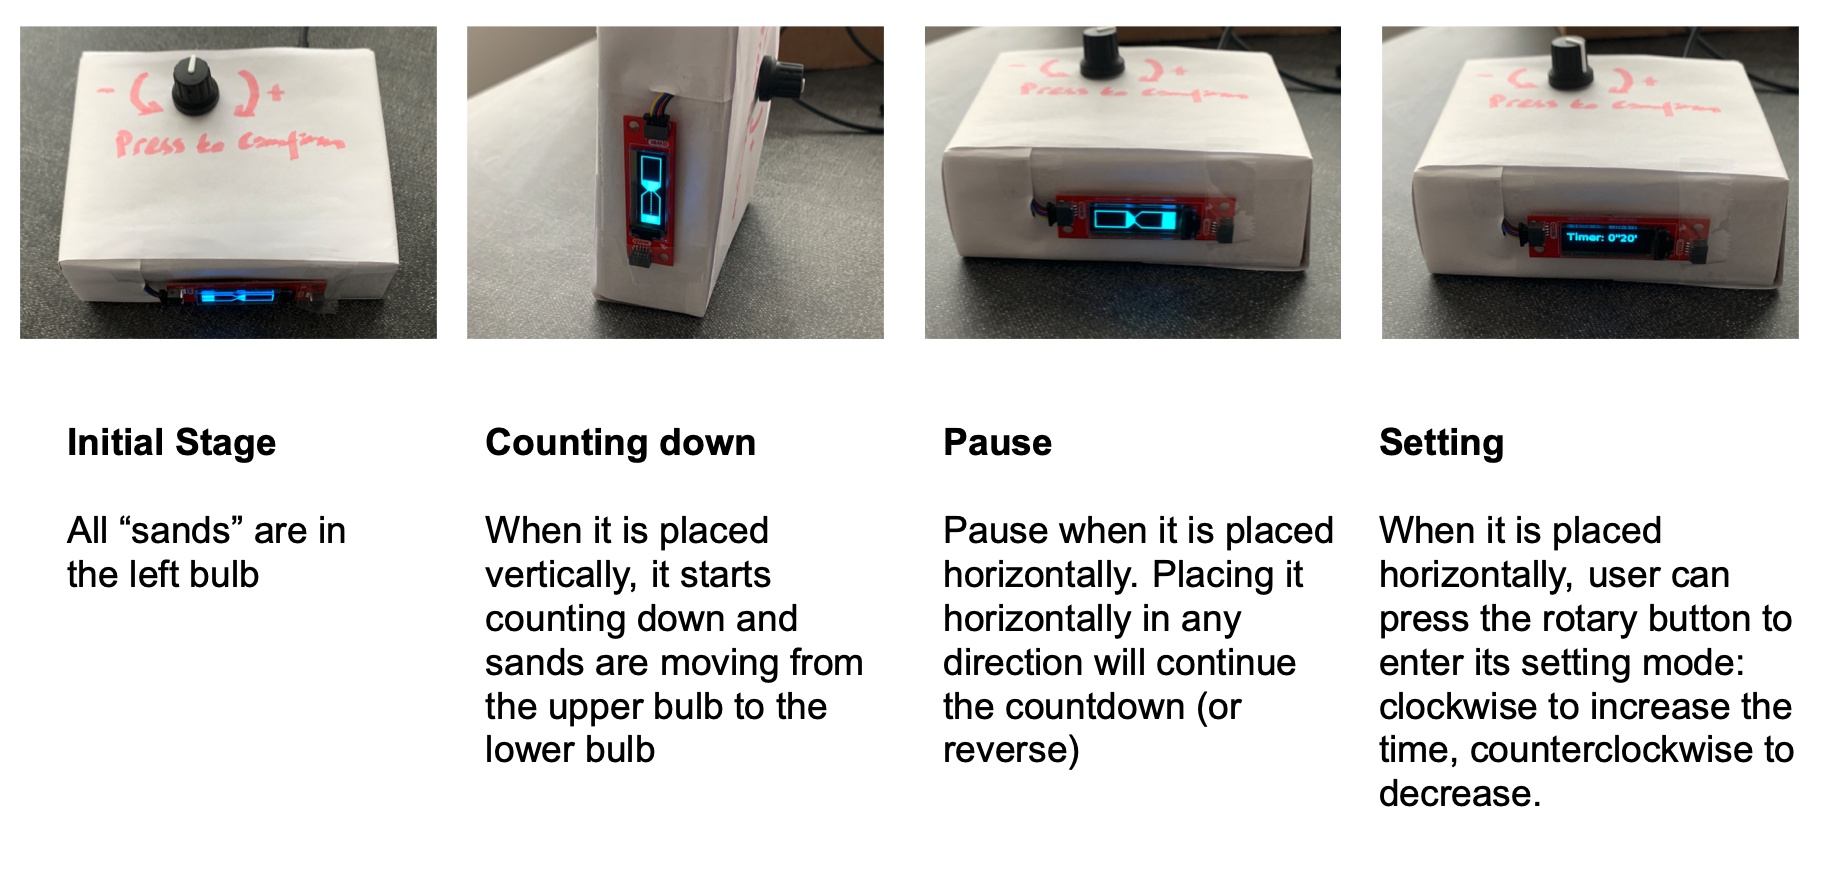 - +
Press to Confirm
- +
Press to Confirm
- +
Press to Confirm
Timer: 0"20'
Initial Stage
All “sands” are in
the left bulb
Counting down
When it is placed
vertically, it starts
counting down and
sands are moving from
the upper bulb to the
lower bulb
Pause
Pause when it is placed
horizontally. Placing it
horizontally in any
direction will continue
the countdown (or
reverse)
Setting
When it is placed
horizontally, user can
press the rotary button to
enter its setting mode:
clockwise to increase the
time, counterclockwise to
decrease.